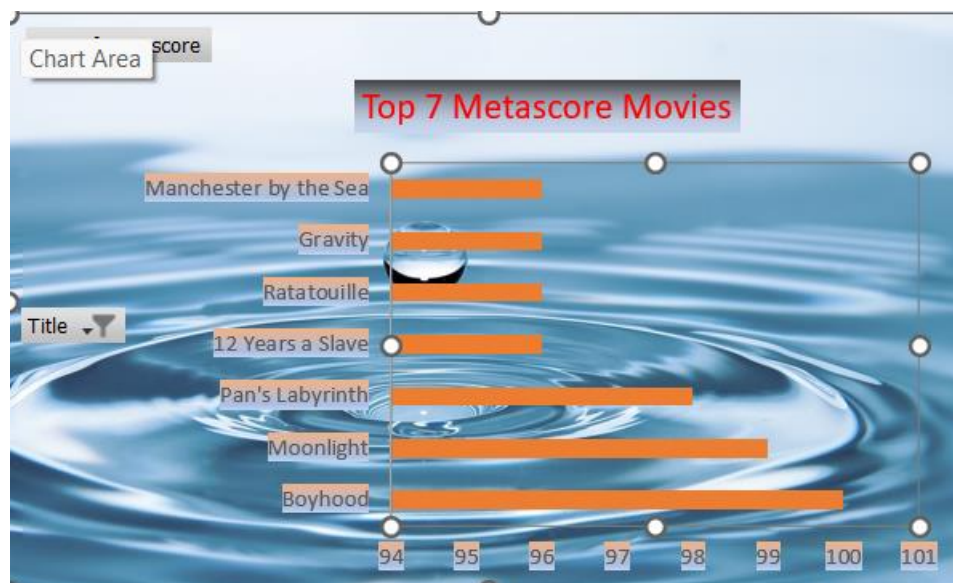 score
Chart Area
Top 7 Metascore Movies
Manchester by the Sea
Gravity
Ratatouille
Title
12 Years a Slave
Pan's Labyrinth
Moonlight
Boyhood
94 95 96 97 98 99 100 101